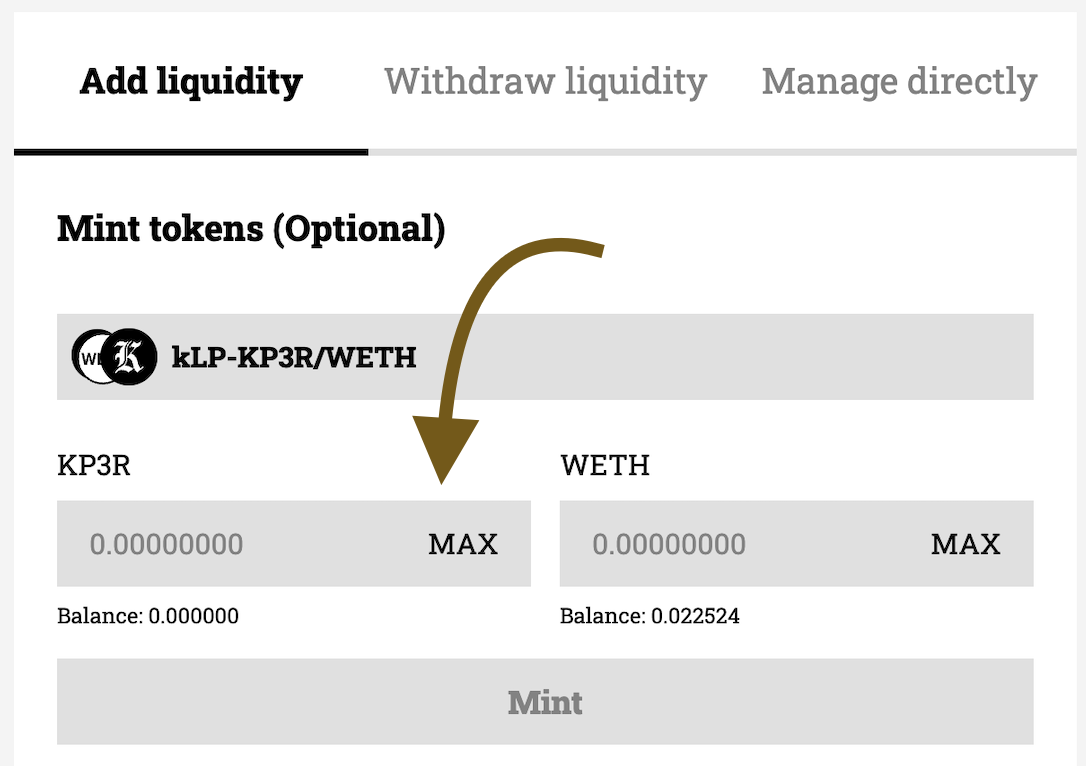 Add liquidity Withdraw liquidity Manage directly
Mint tokens (Optional)
kLP-KP3R/WETH
KP3R WETH
0.00000000 MAX 0.00000000 MAX
Balance: 0.000000 Balance: 0.022524
Mint